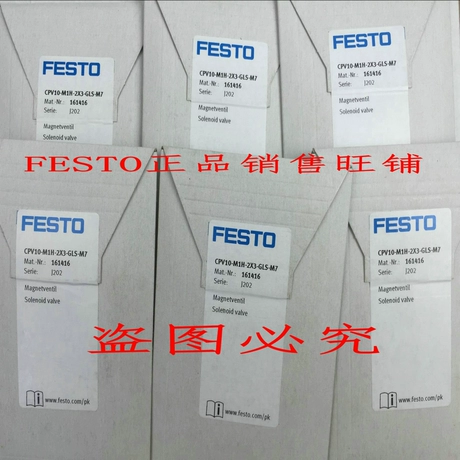 FESTO
CPV10-M1H-2X3-GLS-M7
Mat.-Nr.: 161416
Serie: J202
Magnetventil
Solenoid valve
FESTO
CPV10-M1H-2X3-GLS-M7
Mat.-Nr.: 161416
Serie: J202
Magnetventil
Solenoid valve
FESTO
CPV10-M1H-2X3-GLS-M7
Mat.-Nr.: 161416
Serie: J202
Magnetventil
Solenoid valve
FESTO正品销售旺铺
FESTO
CPV10-M1H-2X3-GLS-M7
Mat.-Nr.: 161416
Serie: J202
Magnetventil
Solenoid valve
www.festo.com/pk
FESTO
CPV10-M1H-2X3-GLS-M7
Mat.-Nr.: 161416
Serie: J202
Magnetventil
Solenoid valve
www.festo.com/pk
FESTO
CPV10-M1H-2X3-GLS-M7
Mat.-Nr.: 161416
Serie: J202
Magnetventil
Solenoid valve
www.festo.com/pk
盗图必究